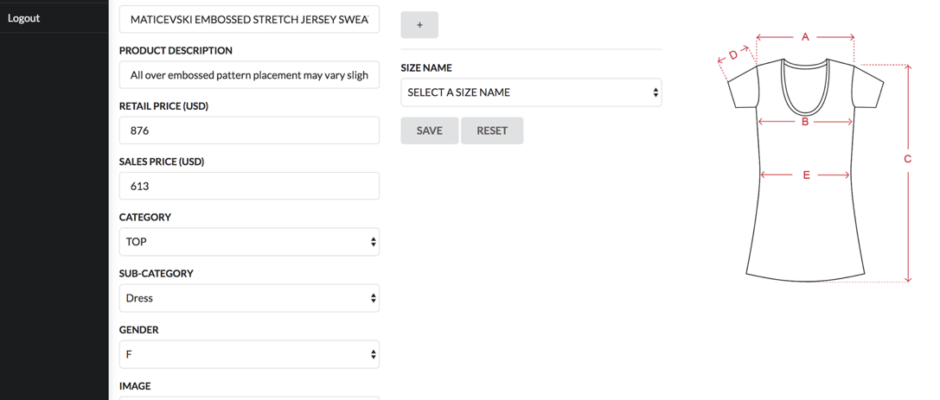 Logout
MATICEVSKI EMBOSSED STRETCH JERSEY SWEA
PRODUCT DESCRIPTION
All over embossed pattern placement may vary sligh
RETAIL PRICE (USD)
876
SALES PRICE (USD)
613
CATEGORY
TOP
SUB-CATEGORY
Dress
GENDER
F
IMAGE
+
SIZE NAME
SELECT A SIZE NAME
SAVE RESET
A
D
B
C
E